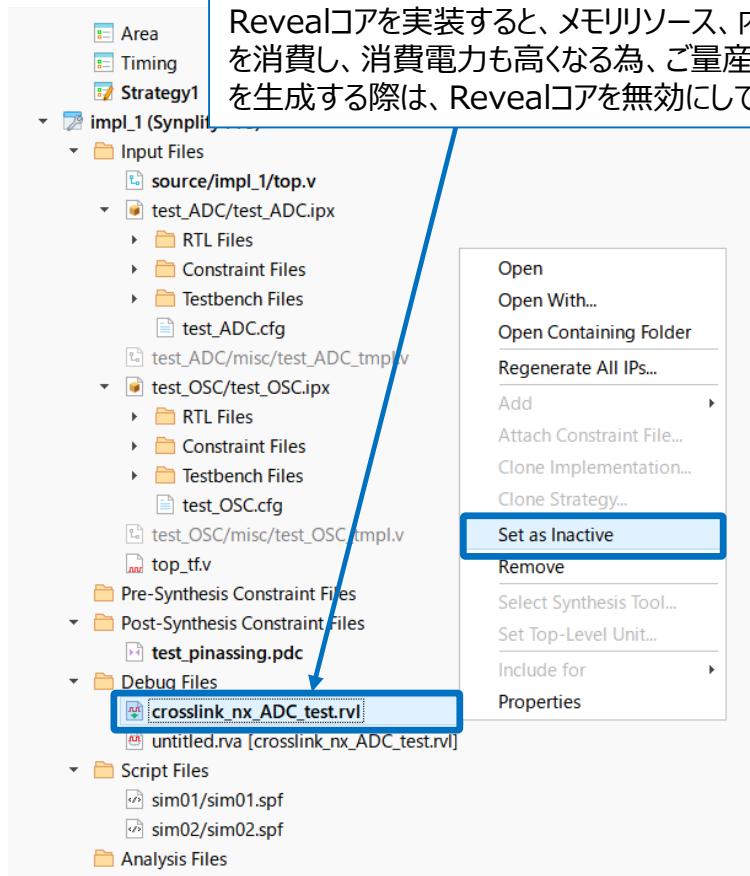 Revealコアを実装すると、メモリリソース、
を消費し、消費電力も高くなる為、ご量産
を生成する際は、Revealコアを無効にして
Area
Timing
Strategy1
impl_1 (Synplify
Input Files
source/impl_1/top.v
test_ADC/test_ADC.ipx
RTL Files
Constraint Files
Testbench Files
test_ADC.cfg
test_ADC/misc/test_ADC_tmpl.v
test_OSC/test_OSC.ipx
RTL Files
Constraint Files
Testbench Files
test_OSC.cfg
test_OSC/misc/test_OSC_tmpl.v
top_tf.v
Pre-Synthesis Constraint Files
Post-Synthesis Constraint Files
test_pinassing.pdc
Debug Files
crosslink_nx_ADC_test.rvl
untitled.rva [crosslink_nx_ADC_test.rvl]
Script Files
sim01/sim01.spf
sim02/sim02.spf
Analysis Files
Open
Open With...
Open Containing Folder
Regenerate All IPs...
Add
Attach Constraint File...
Clone Implementation...
Clone Strategy...
Set as Inactive
Remove
Select Synthesis Tool...
Set Top-Level Unit...
Include for
Properties